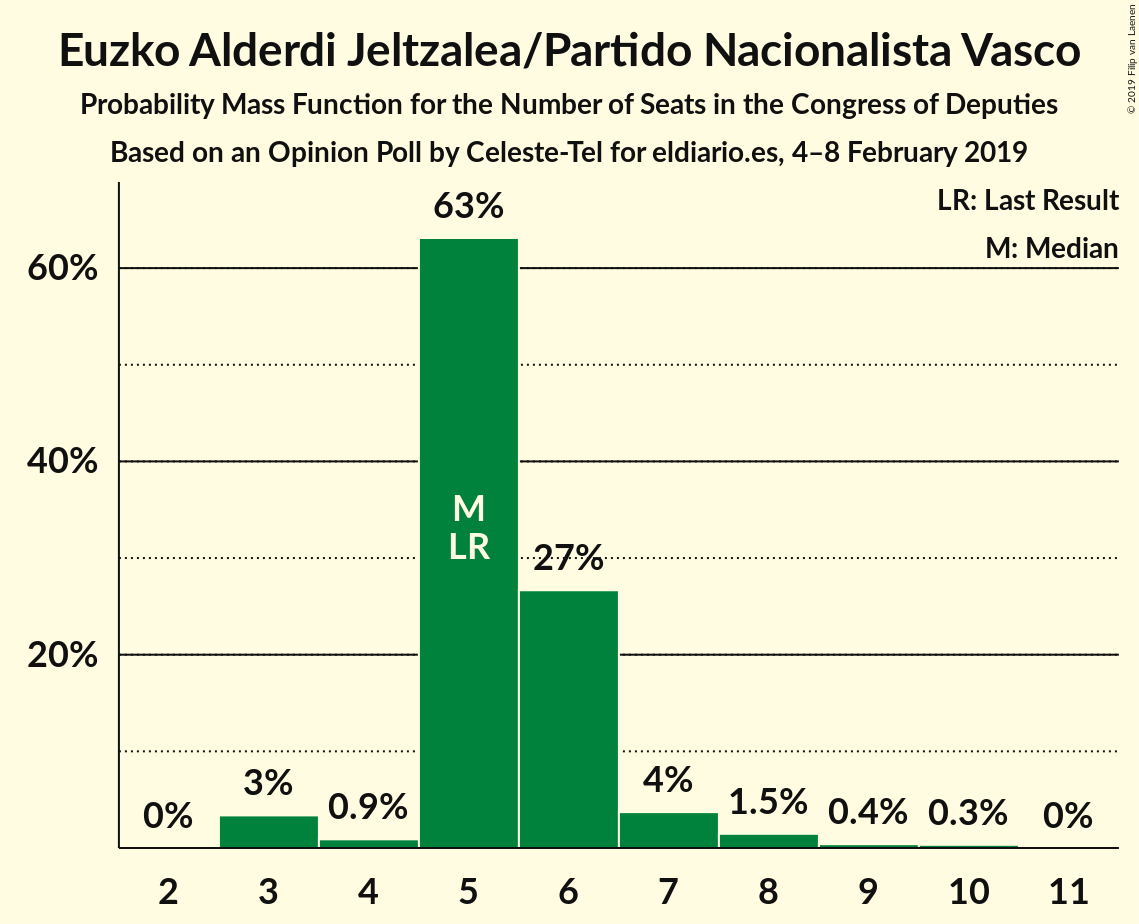 Euzko Alderdi Jeltzalea/Partido Nacionalista Vasco
Probability Mass Function for the Number of Seats in the Congress of Deputies
Based on an Opinion Poll by Celeste-Tel for eldiario.es, 4–8 February 2019
© 2019 Filip van Laenen
LR: Last Result
M: Median
60%
40%
20%
0%
3%
0.9%
63%
M
LR
27%
4%
1.5%
0.4%
0.3%
0%
2 3 4 5 6 7 8 9 10 11